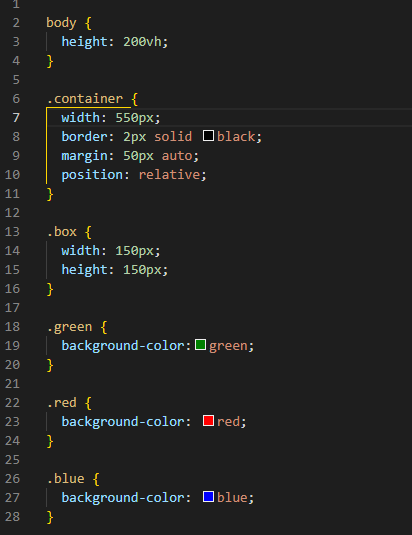 1
2 body {
3   height: 200vh;
4 }
5
6 .container {
7   width: 550px;
8   border: 2px solid black;
9   margin: 50px auto;
10   position: relative;
11 }
12
13 .box {
14   width: 150px;
15   height: 150px;
16 }
17
18 .green {
19   background-color:green;
20 }
21
22 .red {
23   background-color: red;
24 }
25
26 .blue {
27   background-color: blue;
28 }